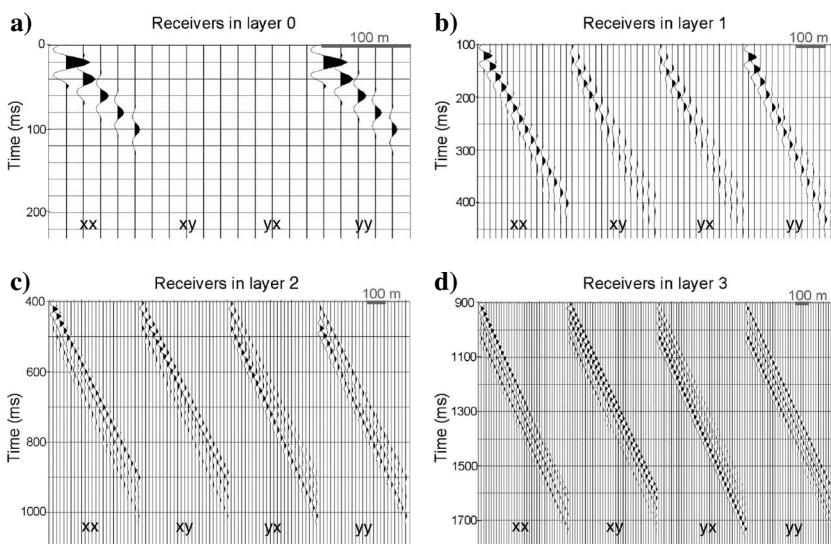 a) Receivers in layer 0
100 m
0
100
200
Time (ms)
xx xy yx yy
b) Receivers in layer 1
100 m
100
200
300
400
Time (ms)
xx xy yx yy
c) Receivers in layer 2
100 m
400
600
800
1000
Time (ms)
xx xy yx yy
d) Receivers in layer 3
100 m
900
1100
1300
1500
1700
Time (ms)
xx xy yx yy